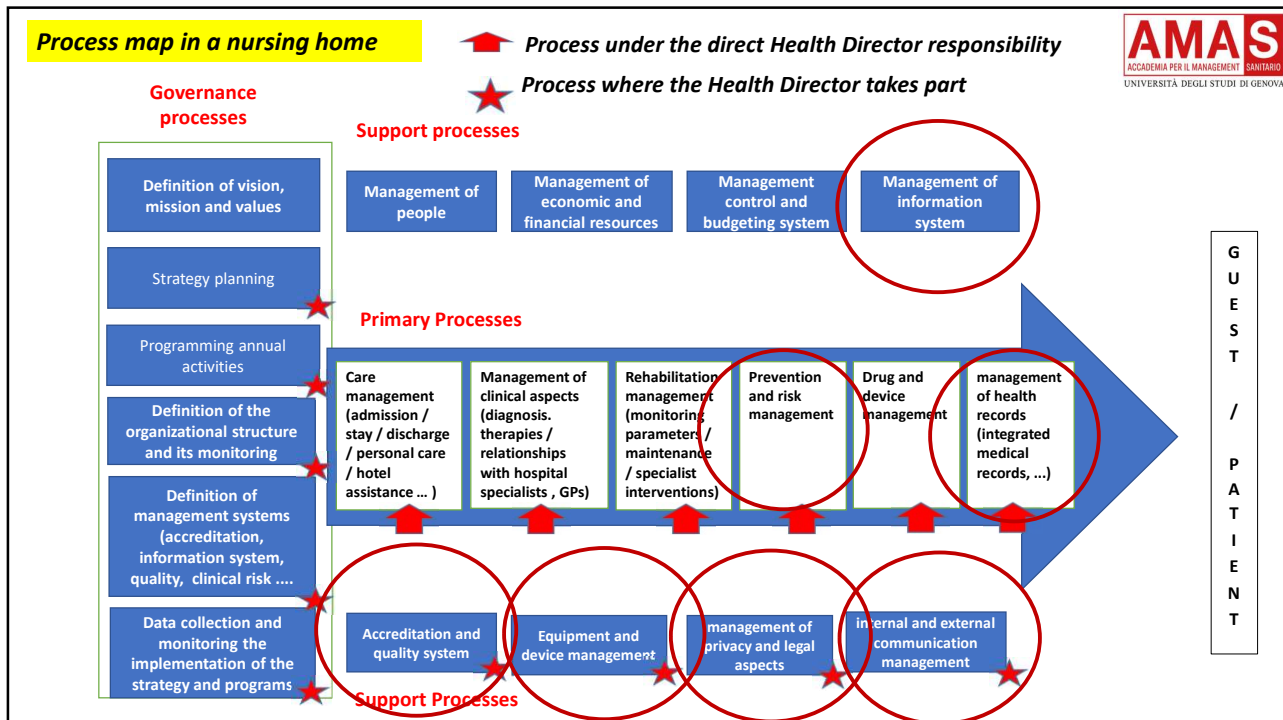 Process map in a nursing home
Process under the direct Health Director responsibility
Process where the Health Director takes part
AMAS
ACCADEMIA PER IL MANAGEMENT SANITARIO
UNIVERSITÀ DEGLI STUDI DI GENOVA
Governance
processes
Support processes
Definition of vision,
mission and values
Strategy planning
Programming annual
activities
Definition of the
organizational structure
and its monitoring
Definition of
management systems
(accreditation,
information system,
quality, clinical risk ....
Data collection and
monitoring the
implementation of the
strategy and programs
Management of
people
Management of
economic and
financial resources
Management
control and
budgeting system
Management of
information
system
Primary Processes
Care
management
(admission /
stay / discharge
/ personal care /
hotel
assistance ... )
Management of
clinical aspects
(diagnosis.
therapies /
relationships
with hospital
specialists , GPs)
Rehabilitation
management
(monitoring
parameters /
maintenance
/ specialist
interventions)
Prevention
and risk
management
Drug and
device
management
management
of health
records
(integrated
medical
records, ...)
Accreditation and
quality system
Equipment and
device management
management of
privacy and legal
aspects
internal and external
communication
management
Support Processes
G
U
E
S
T
/
P
A
T
I
E
N
T